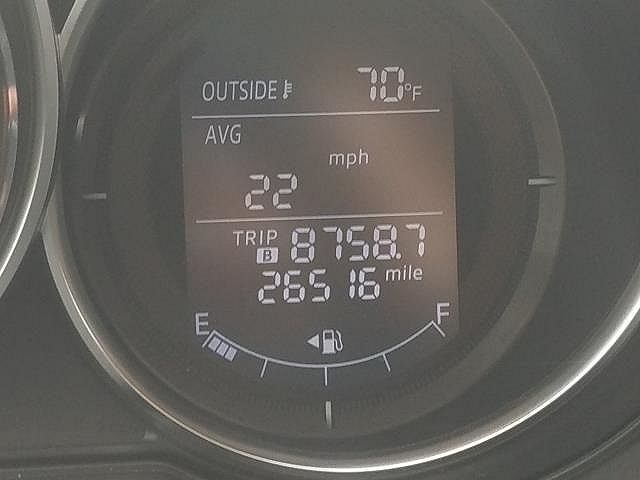 OUTSIDE 70°F
AVG
mph
22
TRIP B 8758.7
26516 mile
E F